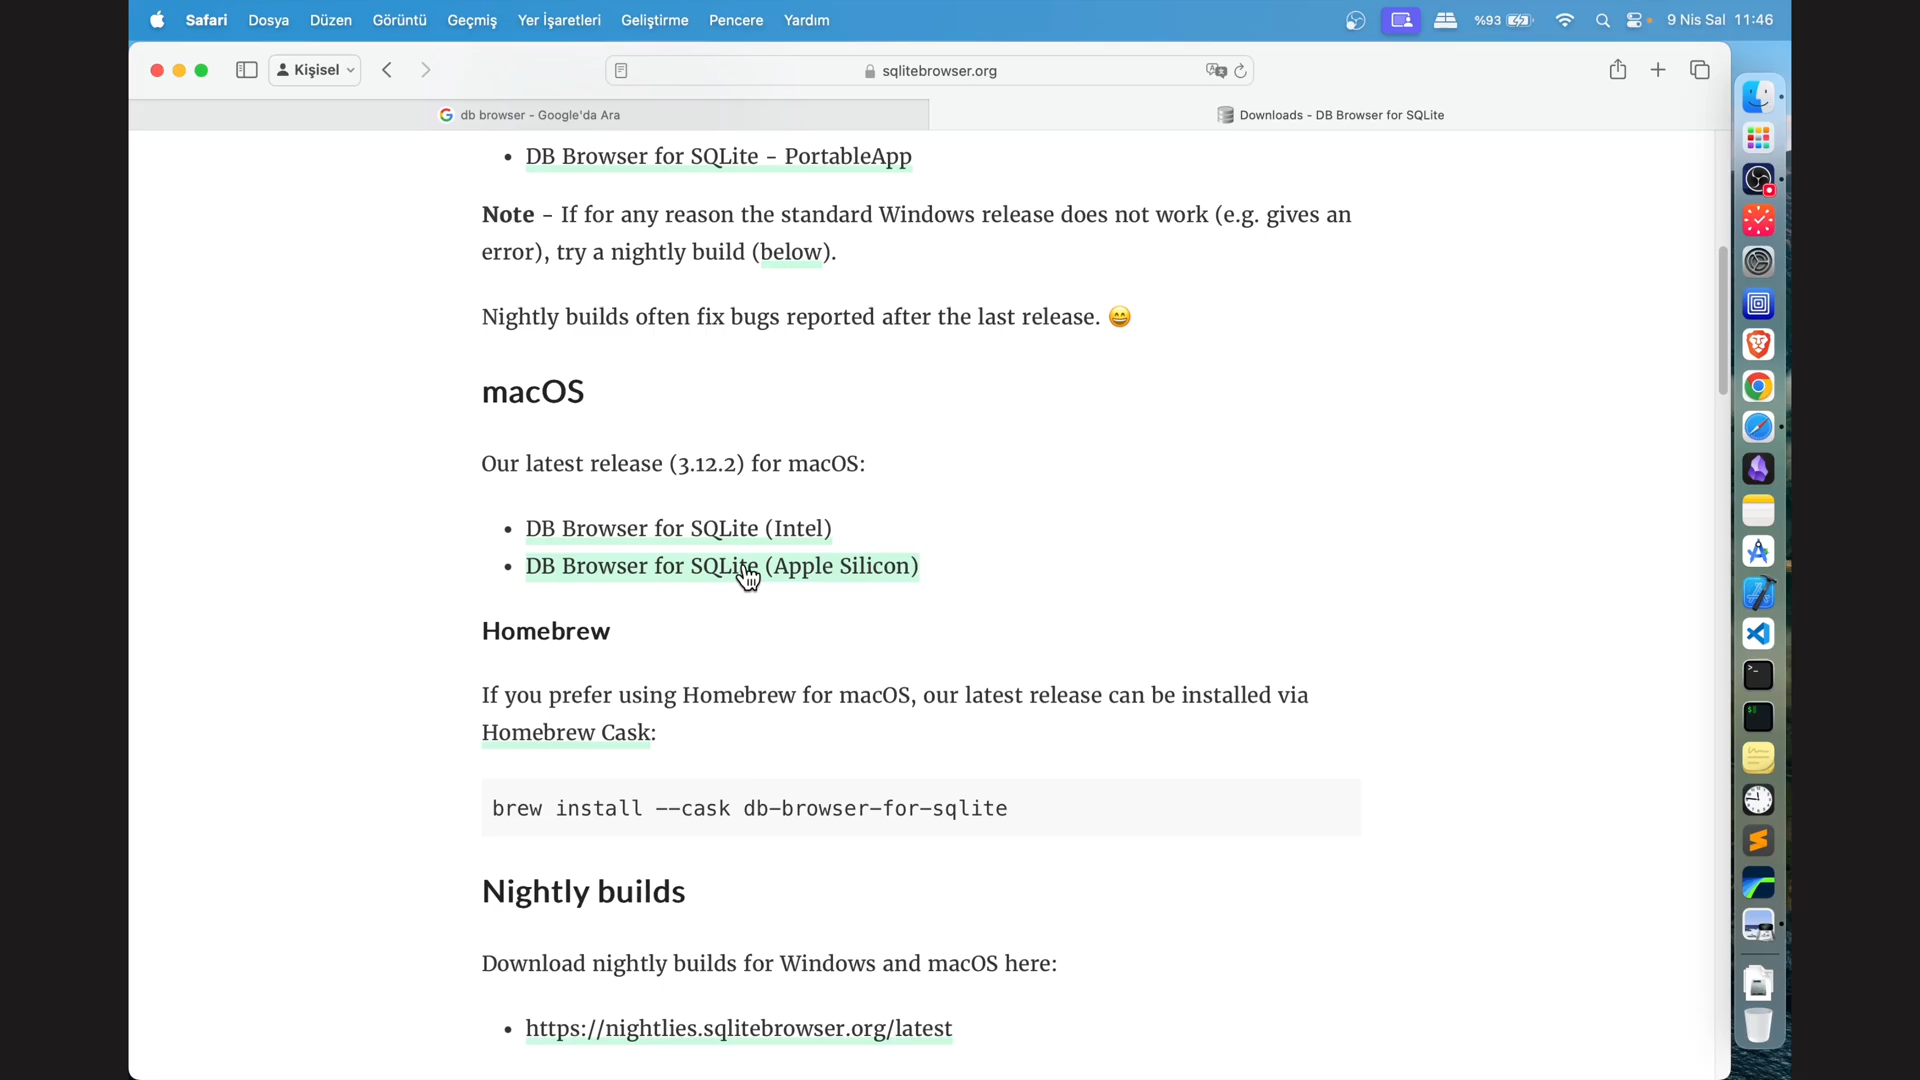 Safari Dosya Düzen Görüntü Geçmiş Yer İşaretleri Geliştirme Pencere Yardım %93 9 Nis Sal 11:46
Kişisel sqlitebrowser.org
db browser - Google'da Ara Downloads - DB Browser for SQLite
• DB Browser for SQLite - PortableApp
Note - If for any reason the standard Windows release does not work (e.g. gives an
error), try a nightly build (below).
Nightly builds often fix bugs reported after the last release. 😄
macOS
Our latest release (3.12.2) for macOS:
• DB Browser for SQLite (Intel)
• DB Browser for SQLite (Apple Silicon)
Homebrew
If you prefer using Homebrew for macOS, our latest release can be installed via
Homebrew Cask:
brew install --cask db-browser-for-sqlite
Nightly builds
Download nightly builds for Windows and macOS here:
• https://nightlies.sqlitebrowser.org/latest